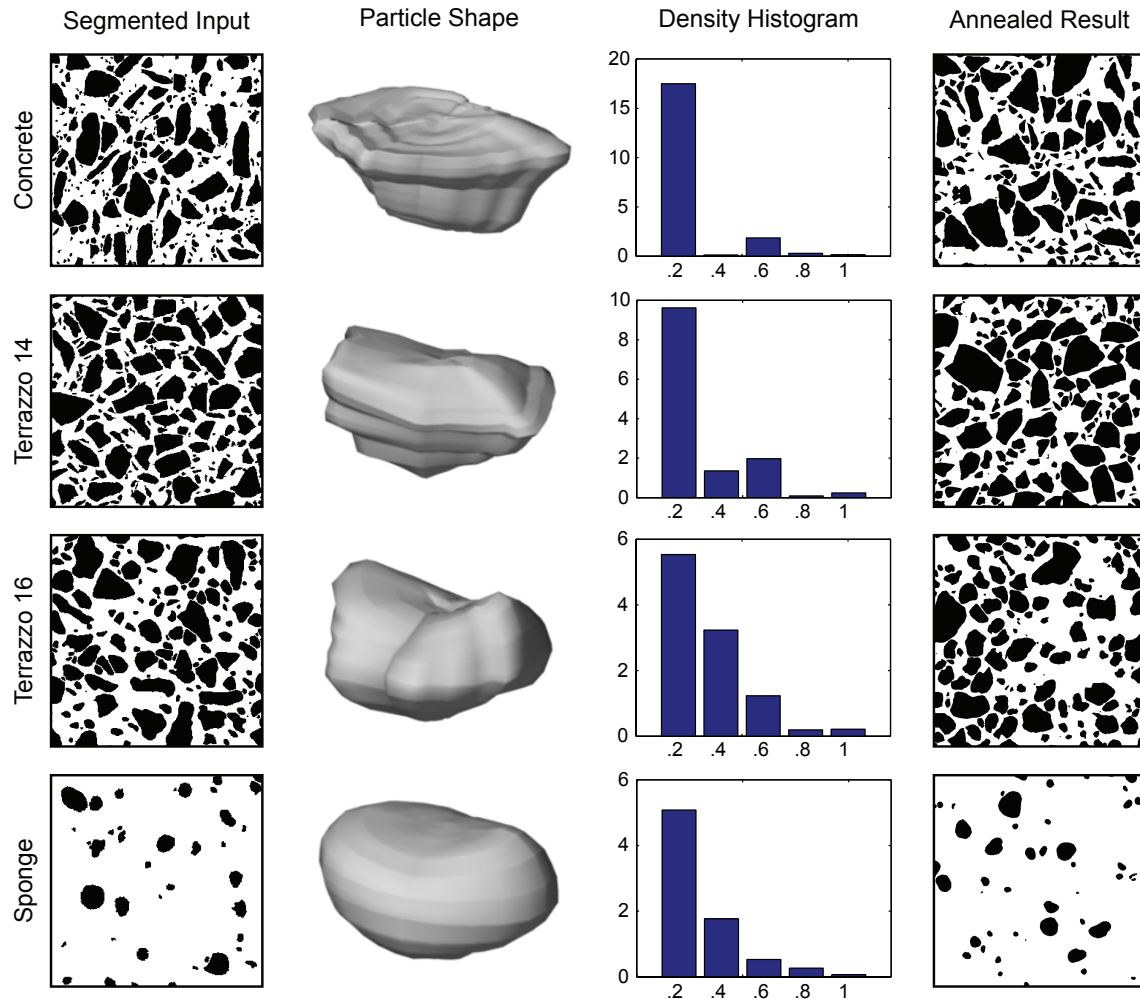 Segmented Input Particle Shape Density Histogram Annealed Result
Concrete
20
15
10
5
0
.2 .4 .6 .8 1
Terrazzo 14
10
8
6
4
2
0
.2 .4 .6 .8 1
Terrazzo 16
6
4
2
0
.2 .4 .6 .8 1
Sponge
6
4
2
0
.2 .4 .6 .8 1